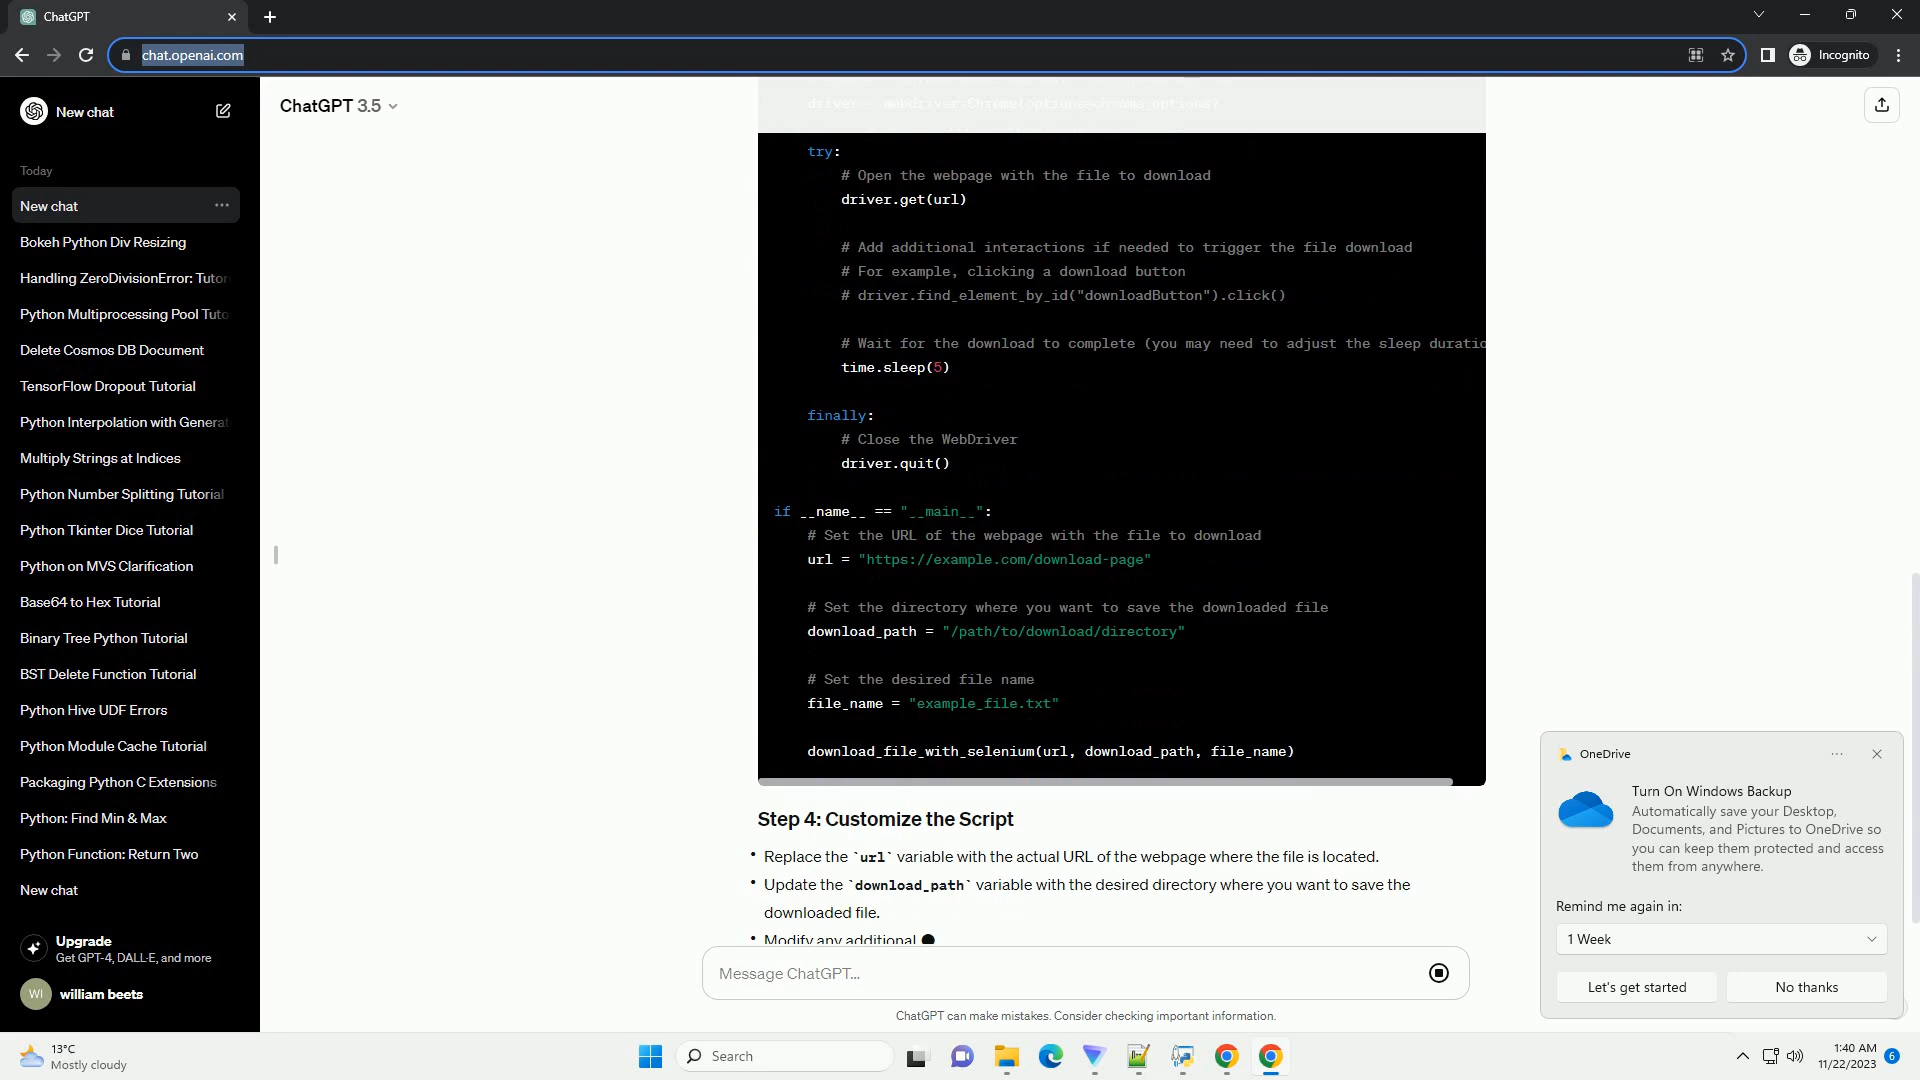 ChatGPT
chat.openai.com
Incognito
New chat
Today
New chat
Bokeh Python Div Resizing
Handling ZeroDivisionError: Tutor
Python Multiprocessing Pool Tuto
Delete Cosmos DB Document
TensorFlow Dropout Tutorial
Python Interpolation with Generat
Multiply Strings at Indices
Python Number Splitting Tutorial
Python Tkinter Dice Tutorial
Python on MVS Clarification
Base64 to Hex Tutorial
Binary Tree Python Tutorial
BST Delete Function Tutorial
Python Hive UDF Errors
Python Module Cache Tutorial
Packaging Python C Extensions
Python: Find Min & Max
Python Function: Return Two
New chat
Upgrade
Get GPT-4, DALL·E, and more
WI
william beets
ChatGPT 3.5
driver = webdriver.Chrome(options=chrome_options)
try:
# Open the webpage with the file to download
driver.get(url)
# Add additional interactions if needed to trigger the file download
# For example, clicking a download button
# driver.find_element_by_id("downloadButton").click()
# Wait for the download to complete (you may need to adjust the sleep duratio
time.sleep(5)
finally:
# Close the WebDriver
driver.quit()
if __name__ == "__main__":
# Set the URL of the webpage with the file to download
url = "https://example.com/download-page"
# Set the directory where you want to save the downloaded file
download_path = "/path/to/download/directory"
# Set the desired file name
file_name = "example_file.txt"
download_file_with_selenium(url, download_path, file_name)
Step 4: Customize the Script
• Replace the `url` variable with the actual URL of the webpage where the file is located.
• Update the `download_path` variable with the desired directory where you want to save the
downloaded file.
• Modify any additional
Message ChatGPT...
ChatGPT can make mistakes. Consider checking important information.
OneDrive
Turn On Windows Backup
Automatically save your Desktop,
Documents, and Pictures to OneDrive so
you can keep them protected and access
them from anywhere.
Remind me again in:
1 Week
Let's get started
No thanks
13°C
Mostly cloudy
Search
1:40 AM
11/22/2023
6